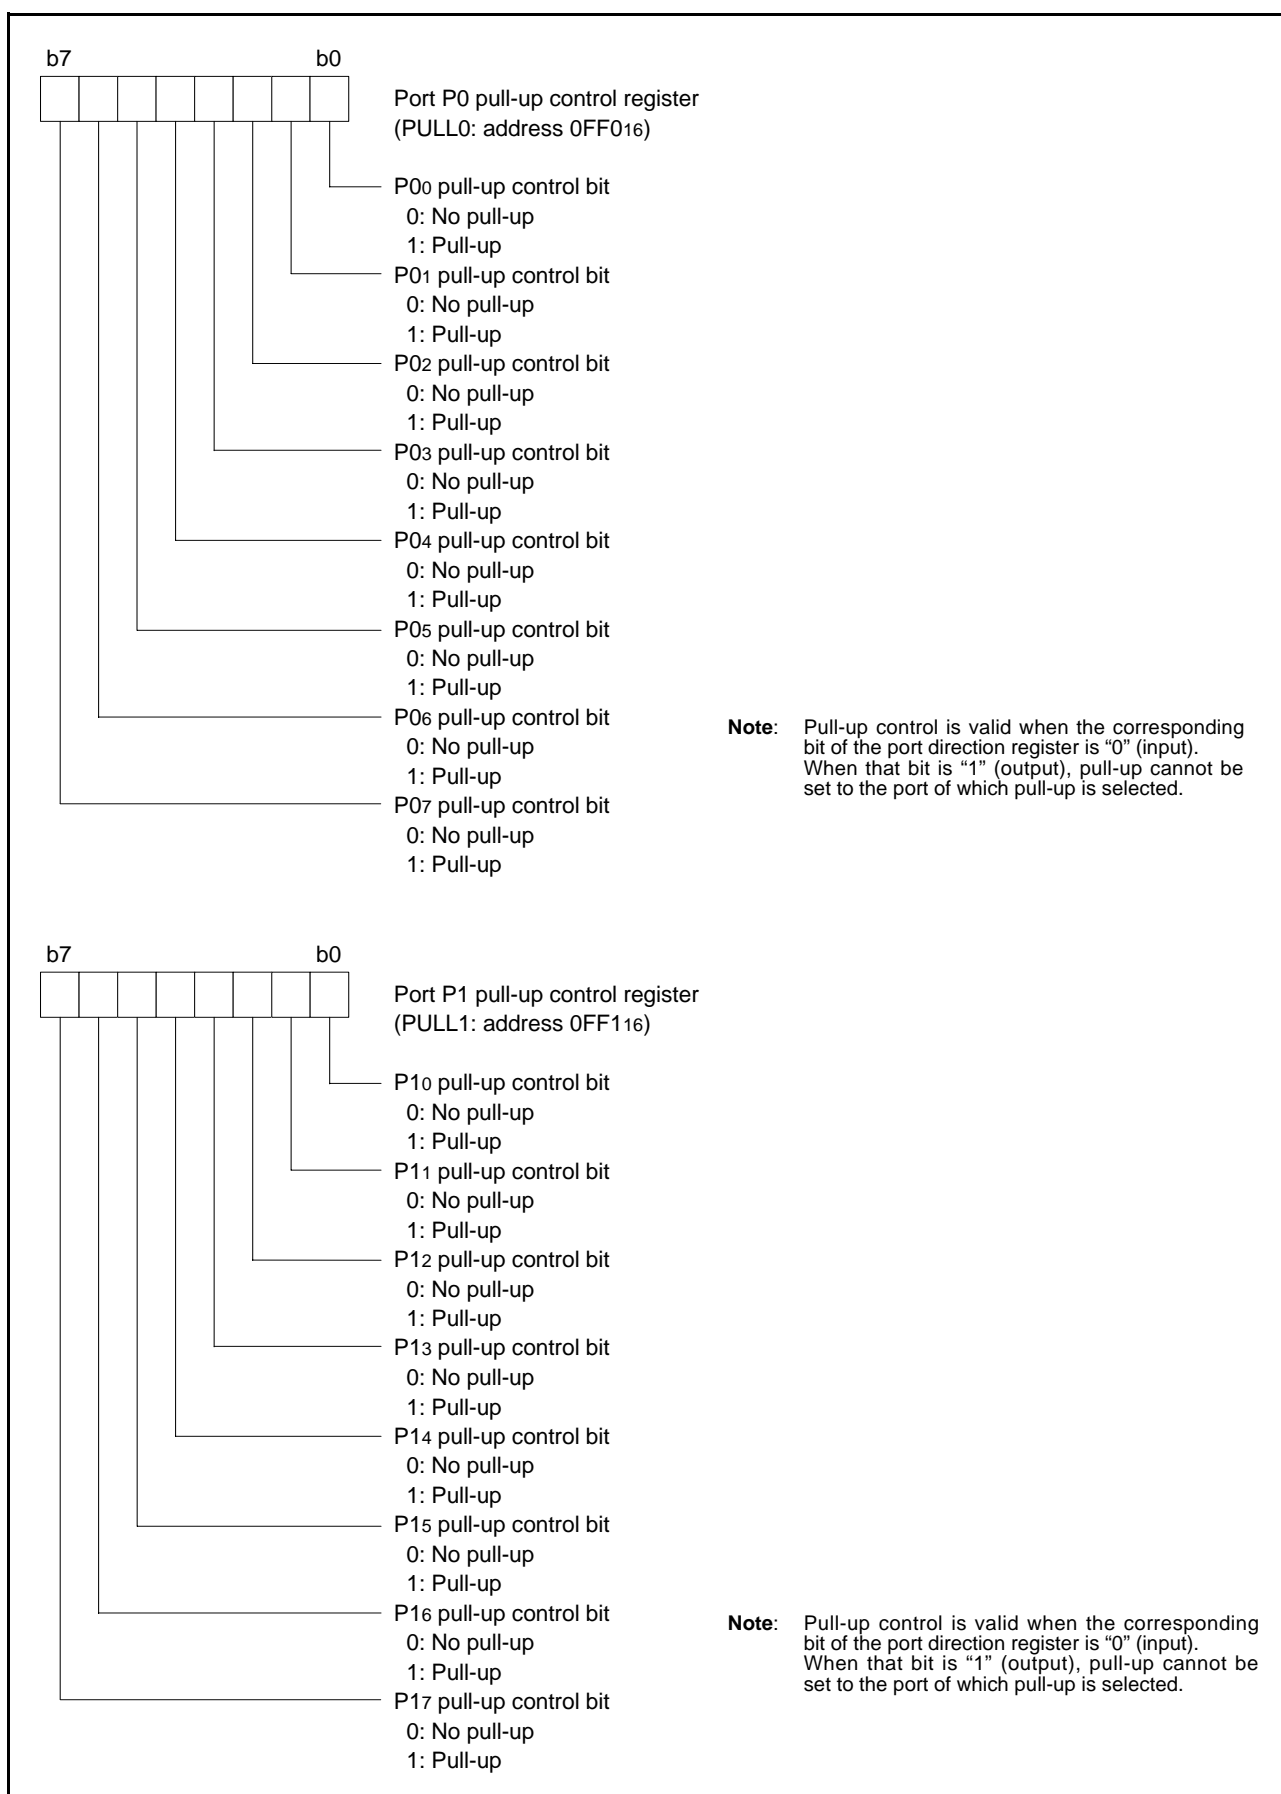 b7 b0
Port P0 pull-up control register
(PULL0: address 0FF016)
P00 pull-up control bit
0: No pull-up
1: Pull-up
P01 pull-up control bit
0: No pull-up
1: Pull-up
P02 pull-up control bit
0: No pull-up
1: Pull-up
P03 pull-up control bit
0: No pull-up
1: Pull-up
P04 pull-up control bit
0: No pull-up
1: Pull-up
P05 pull-up control bit
0: No pull-up
1: Pull-up
P06 pull-up control bit
0: No pull-up
1: Pull-up
P07 pull-up control bit
0: No pull-up
1: Pull-up
Note: Pull-up control is valid when the corresponding
bit of the port direction register is “0” (input).
When that bit is “1” (output), pull-up cannot be
set to the port of which pull-up is selected.
b7 b0
Port P1 pull-up control register
(PULL1: address 0FF116)
P10 pull-up control bit
0: No pull-up
1: Pull-up
P11 pull-up control bit
0: No pull-up
1: Pull-up
P12 pull-up control bit
0: No pull-up
1: Pull-up
P13 pull-up control bit
0: No pull-up
1: Pull-up
P14 pull-up control bit
0: No pull-up
1: Pull-up
P15 pull-up control bit
0: No pull-up
1: Pull-up
P16 pull-up control bit
0: No pull-up
1: Pull-up
P17 pull-up control bit
0: No pull-up
1: Pull-up
Note: Pull-up control is valid when the corresponding
bit of the port direction register is “0” (input).
When that bit is “1” (output), pull-up cannot be
set to the port of which pull-up is selected.